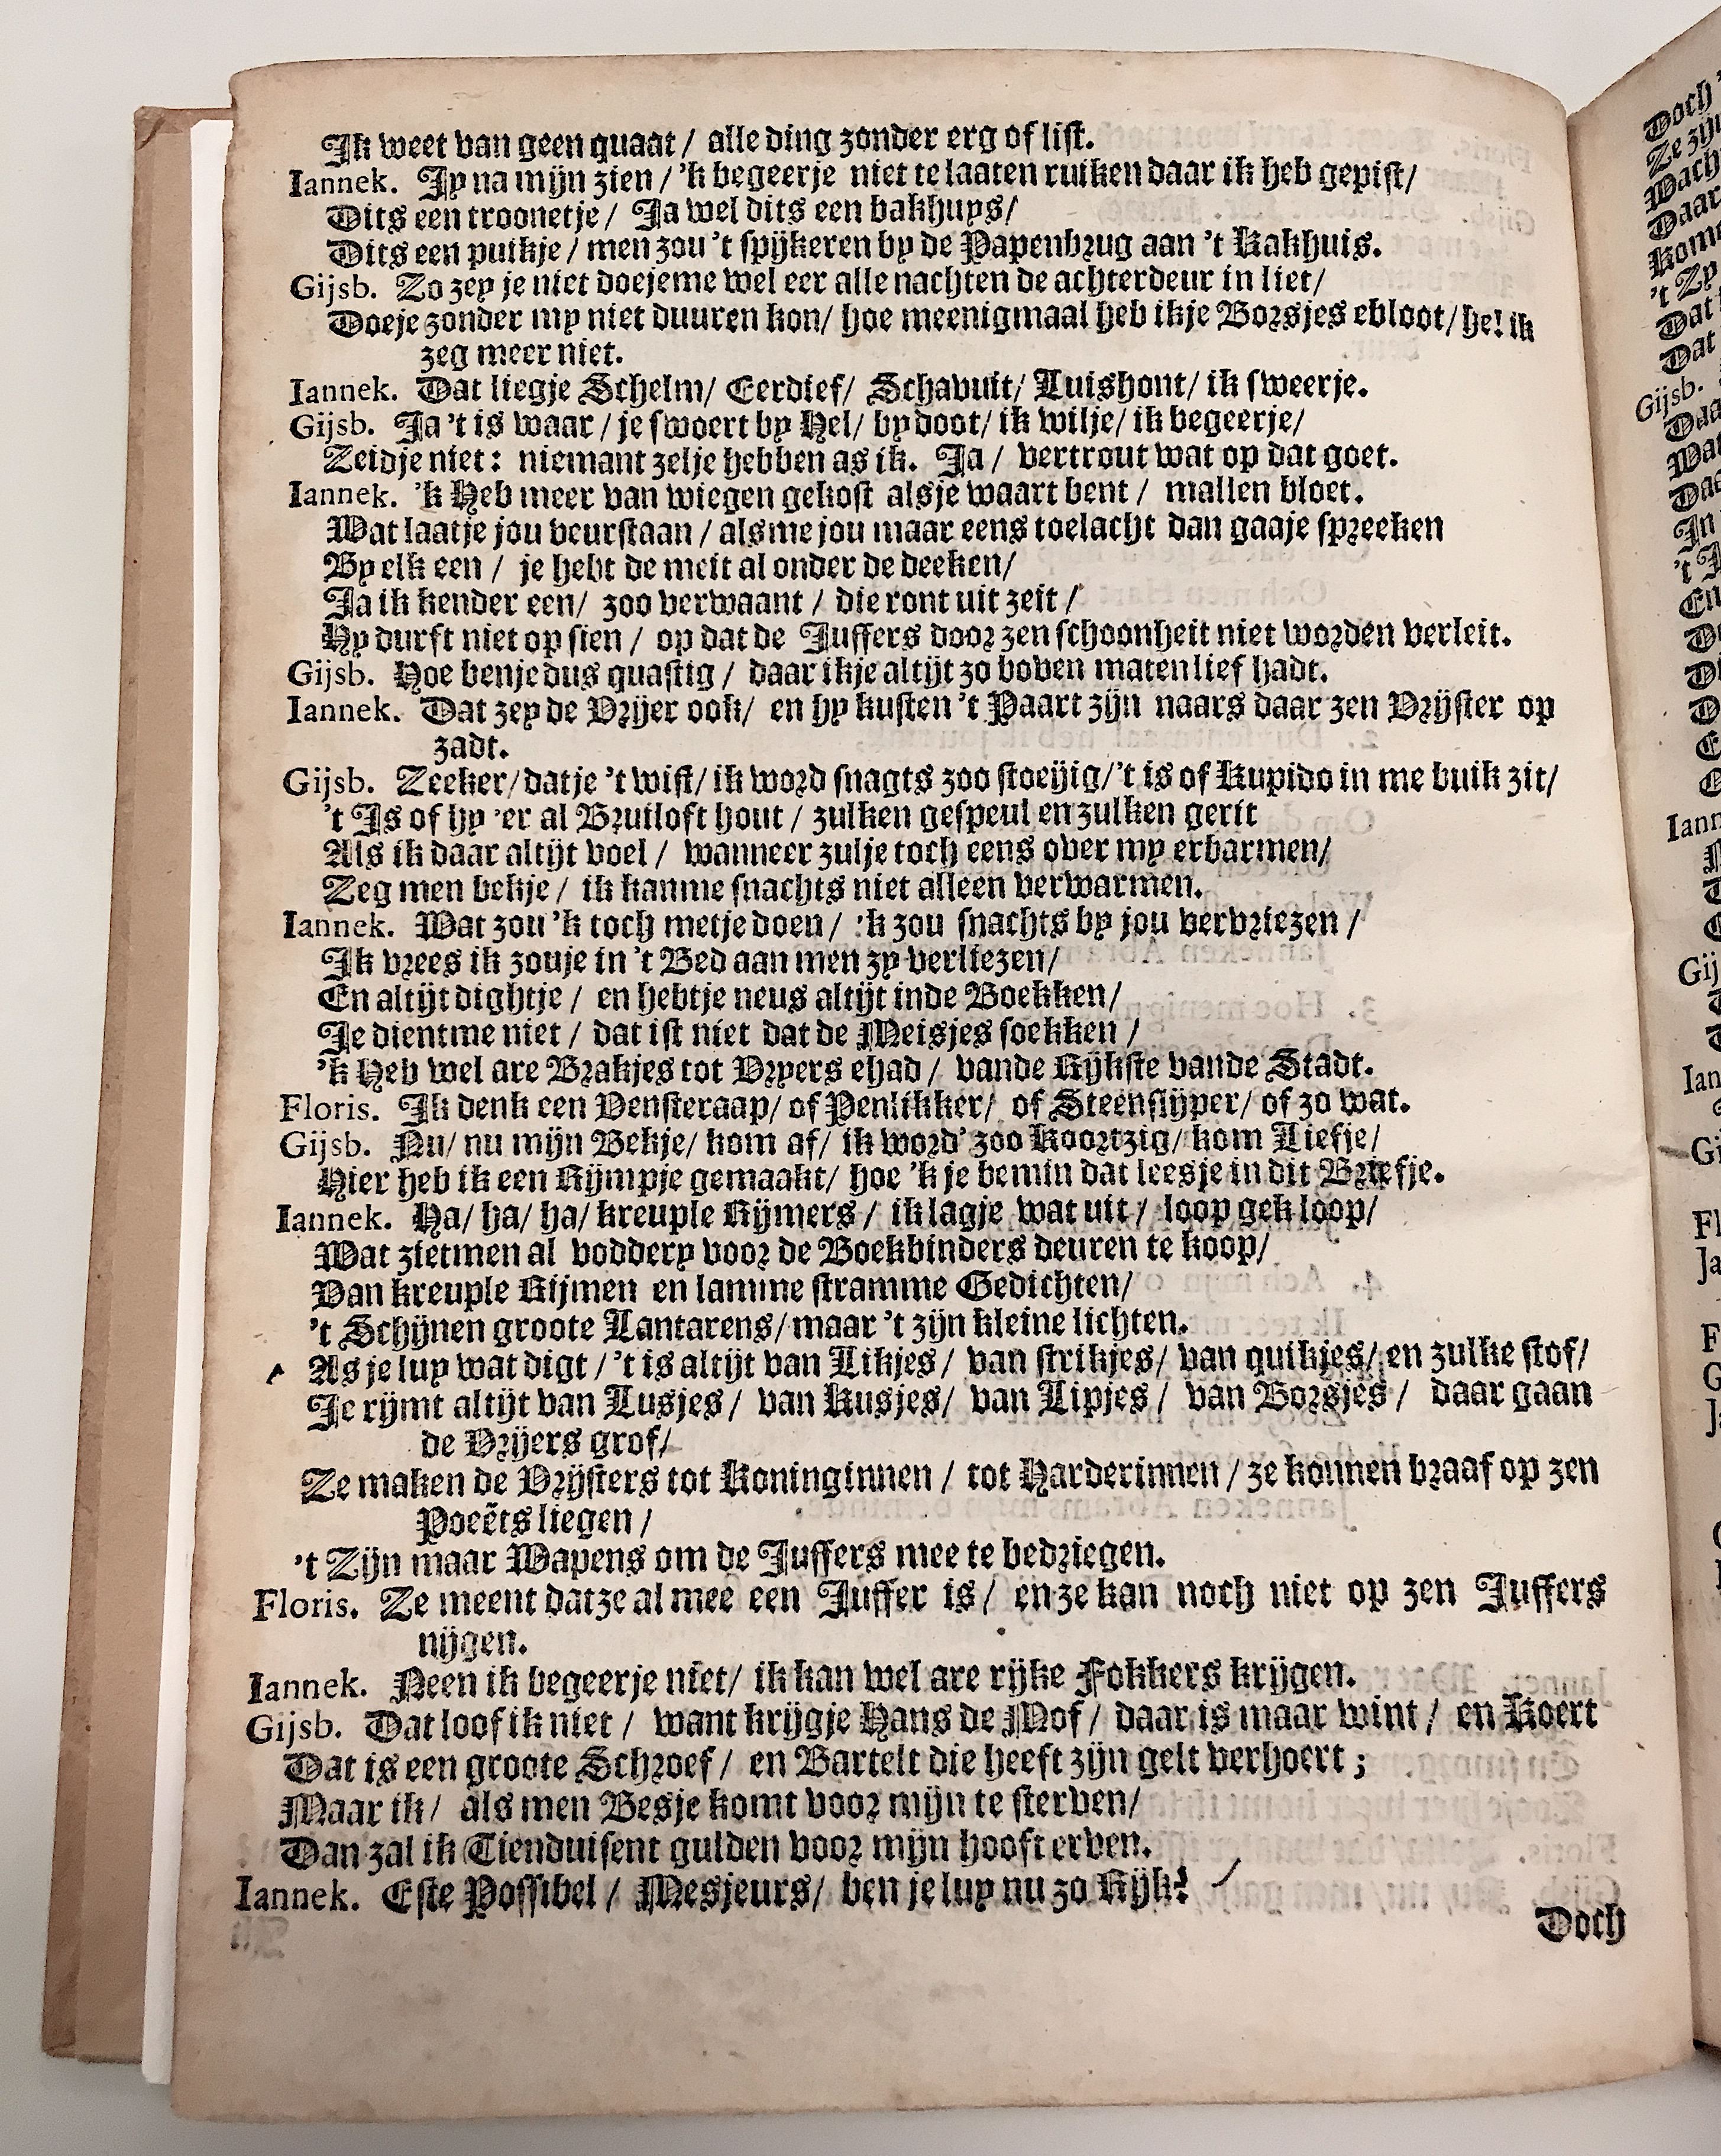 Ik weet van geen quaat / alle ding zonder erg of list.
Iannek. Jy na mijn zien / 'k begeerje niet te laaten ruiken daar ik heb gepist /
Dits een troonetje / Ja wel dits een bakhuys /
Dits een puikje / men zou 't spijkeren by de Papenbrug aan 't Kakhuis.
Gijsb. Zo zey je niet doejeme wel eer alle nachten de achterdeur in liet /
Doeje zonder my niet duuren kon / hoe meenigmaal heb ikje Borsjes ebloot / he! ik
zeg meer niet.
Iannek. Dat liegje Schelm / Eerdief / Schavuit / Luishont / ik sweerje.
Gijsb. Ja 't is waar / je swoert by Hel / by doot / ik wilje / ik begeerje /
Zeidje niet: niemant zelje hebben as ik. Ja / vertrout wat op dat goet.
Iannek. 'k Heb meer van wiegen gekost alsje waart bent / mallen bloet.
Wat laatje jou veurstaan / alsme jou maar eens toelacht dan gaaje spreeken
By elk een / je hebt de meit al onder de deeken /
Ja ik kender een / zoo verwaant / die ront uit zeit /
Hy durft niet op sien / op dat de Juffers door zen schoonheit niet worden verleit.
Gijsb. Hoe benje dus quastig / daar ikje altijt zo boven maten lief hadt.
Iannek. Dat zey de Vrijer ook / en hy kusten 't Paart zijn naars daar zen Vrijster op
zadt.
Gijsb. Zeeker / datje 't wist / ik word snagts zoo stoeijig / 't is of Kupido in me buik zit /
't Is of hy 'er al Bruiloft hout / zulken gespeul en zulken gerit
Als ik daar altijt voel / wanneer zulje toch eens over my erbarmen /
Zeg men bekje / ik kanme snachts niet alleen verwarmen.
Iannek. Wat zou 'k toch metje doen / 'k zou snachts by jou vervriezen /
Ik vrees ik zouje in 't Bed aan men zy verliezen /
En altijt dightje / en hebtje neus altijt inde Boekken /
Je dientme niet / dat ist niet dat de Meisjes soekken /
'k Heb wel are Brakjes tot Vryers ehad / vande Rijkste vande Stadt.
Floris. Ik denk een Vensteraap / of Penlikker / of Steenslijper / of zo wat.
Gijsb. Nu / nu mijn Bekje / kom af / ik word' zoo Koortzig / kom Liefje /
Hier heb ik een Rijmpje gemaakt / hoe 'k je bemin dat leesje in dit Briefje.
Iannek. Ha / ha / ha / kreuple Rijmers / ik lagje wat uit / loop gek loop /
Wat zietmen al voddery voor de Boekbinders deuren te koop /
Van kreuple Rijmen en lamme stramme Gedichten /
't Schijnen groote Lantarens / maar 't zijn kleine lichten.
As je luy wat digt / 't is altijt van Likjes / van strikjes / van quikjes / en zulke stof /
Je rijmt altijt van Lusjes / van Kusjes / van Lipjes / van Borsjes / daar gaan
de Vrijers grof /
Ze maken de Vrijsters tot Koninginnen / tot Harderinnen / ze konnen braaf op zen
Poeëts liegen /
't Zijn maar Wapens om de Juffers mee te bedriegen.
Floris. Ze meent datze al mee een Juffer is / en ze kan noch niet op zen Juffers
nijgen.
Iannek. Neen ik begeerje niet / ik kan wel are rijke Fokkers krijgen.
Gijsb. Dat loof ik niet / want krijgje Hans de Mof / daar is maar wint / en Koert
Dat is een groote Schroef / en Bartelt die heeft zijn gelt verhoert ;
Maar ik / als men Besje komt voor mijn te sterven /
Dan zal ik Tienduisent gulden voor mijn hooft erven.
Iannek. Este Possibel / Mesjeurs / ben je luy nu zo Rijk?
Doch